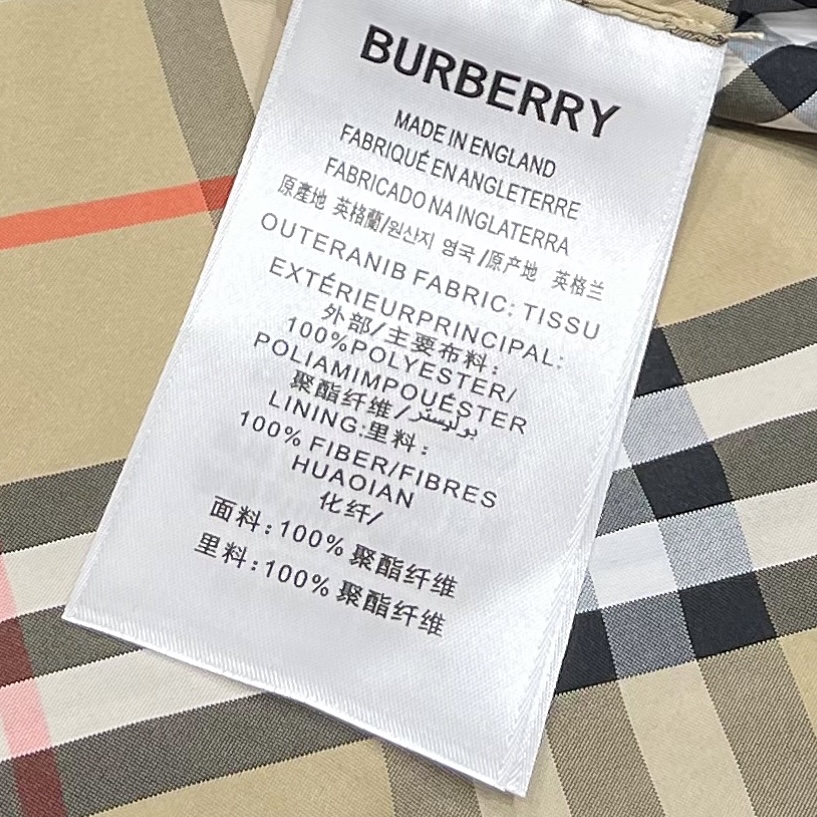 BURBERRY
MADE IN ENGLAND
FABRIQUÉ EN ANGLETERRE
FABRICADO NA INGLATERRA
原產地 英格蘭/원산지 영국/原产地 英格兰
OUTERANIB FABRIC: TISSU
EXTÉRIEURPRINCIPAL:
外部/主要布料:
100%POLYESTER/
POLIAMIMPOUÉSTER
聚酯纤维/بوليستر
LINING:里料:
100% FIBER/FIBRES
HUAOIAN
化纤/
面料:100% 聚酯纤维
里料:100% 聚酯纤维